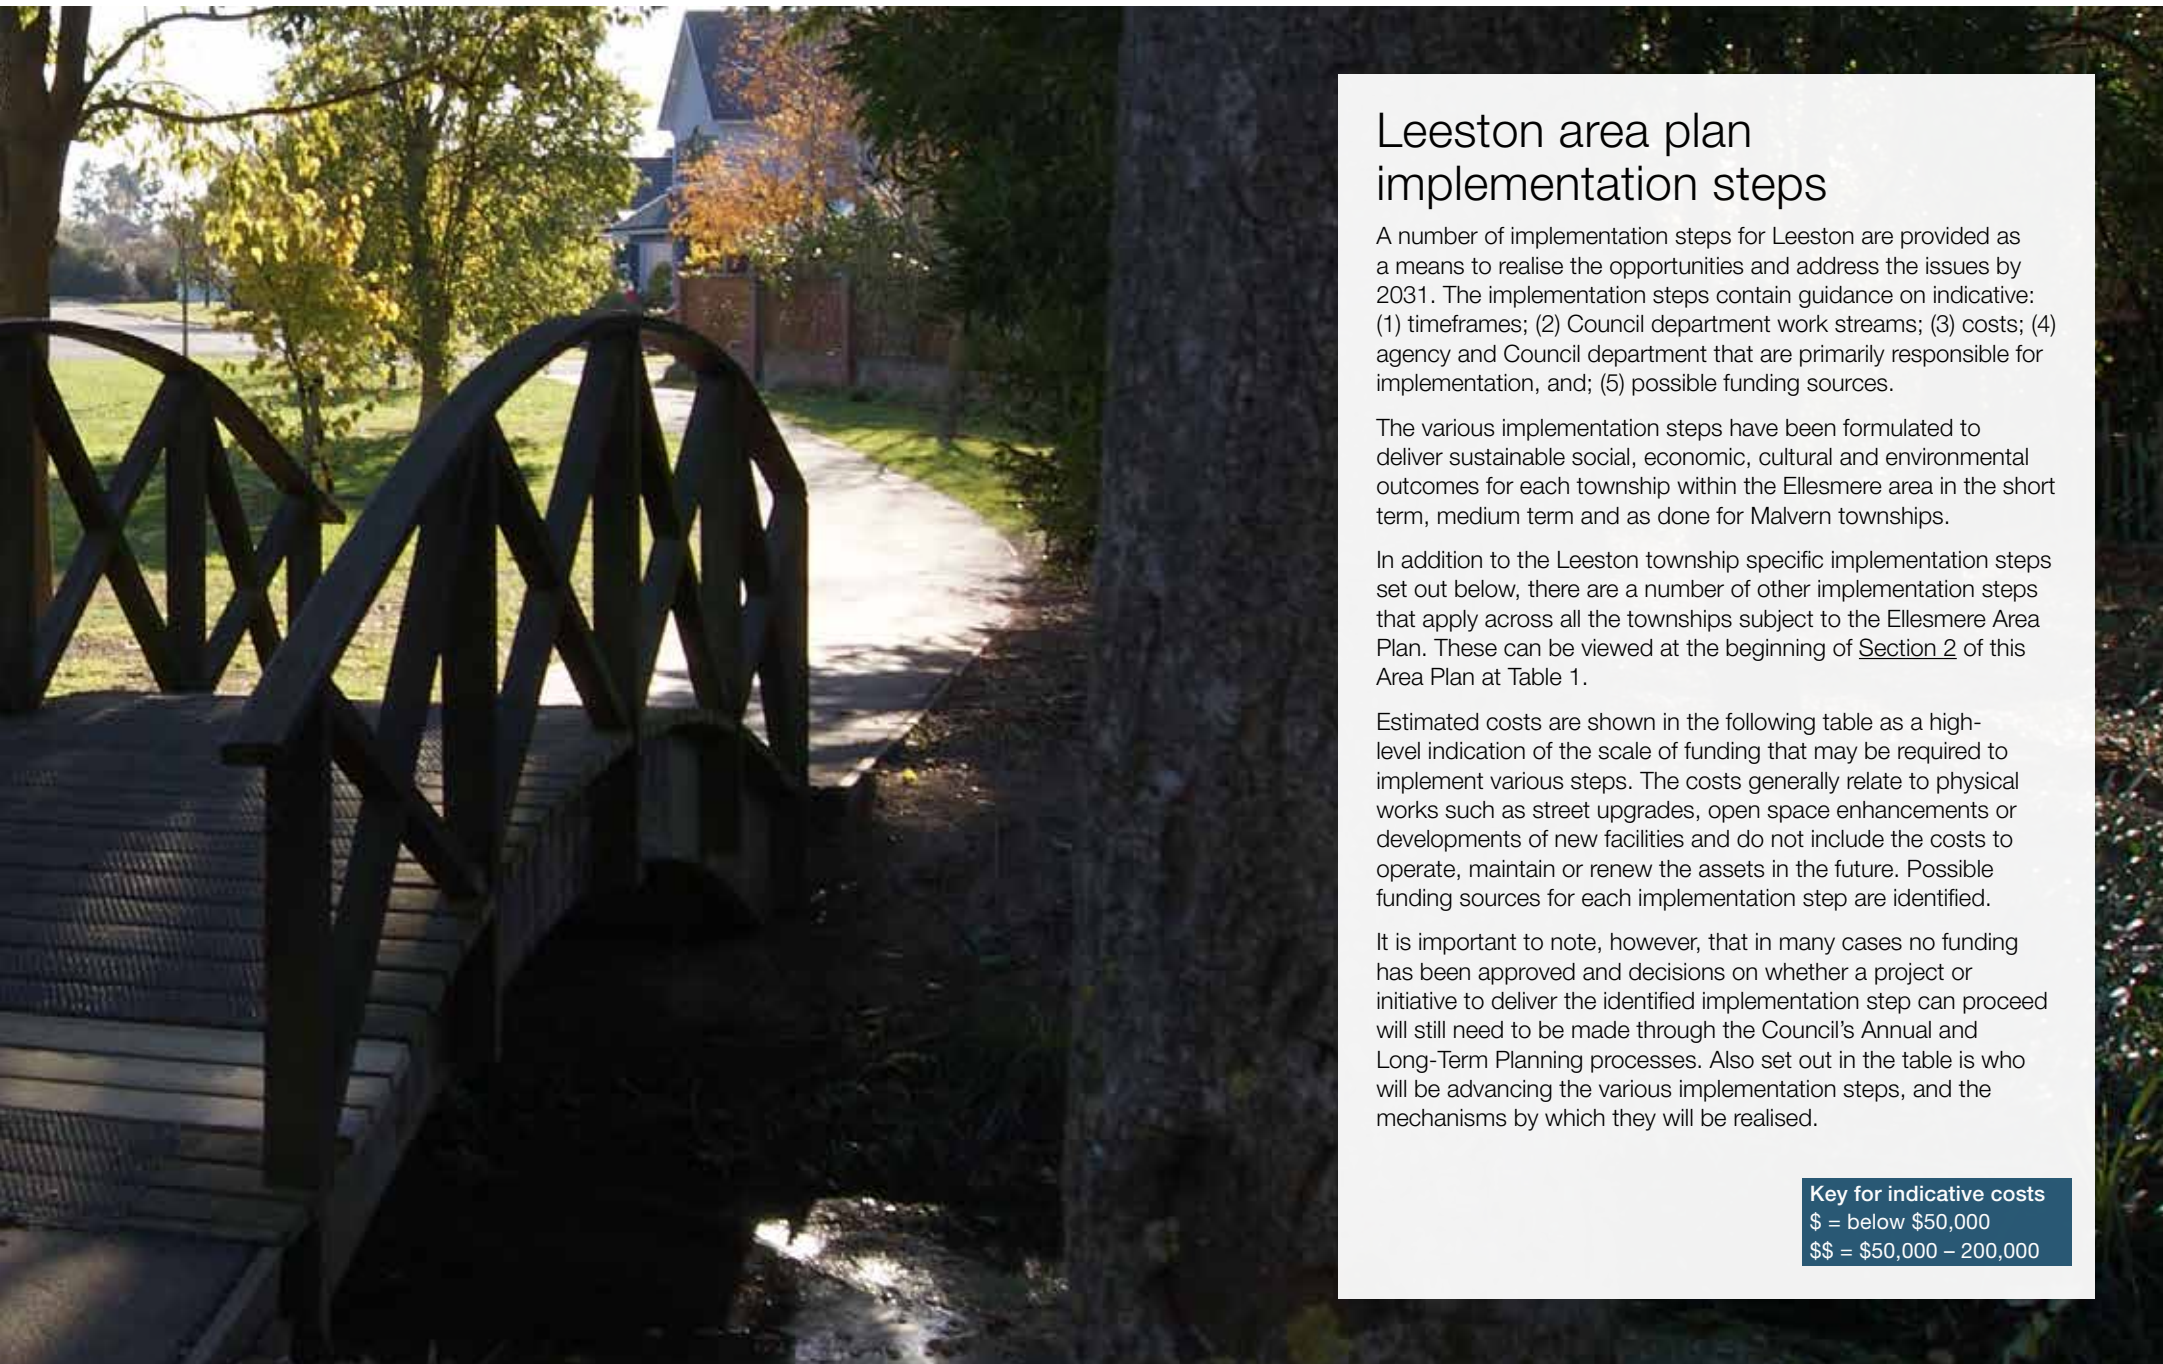 Leeston area plan
implementation steps
A number of implementation steps for Leeston are provided as
a means to realise the opportunities and address the issues by
2031. The implementation steps contain guidance on indicative:
(1) timeframes; (2) Council department work streams; (3) costs; (4)
agency and Council department that are primarily responsible for
implementation, and; (5) possible funding sources.
The various implementation steps have been formulated to
deliver sustainable social, economic, cultural and environmental
outcomes for each township within the Ellesmere area in the short
term, medium term and as done for Malvern townships.
In addition to the Leeston township specific implementation steps
set out below, there are a number of other implementation steps
that apply across all the townships subject to the Ellesmere Area
Plan. These can be viewed at the beginning of Section 2 of this
Area Plan at Table 1.
Estimated costs are shown in the following table as a high-
level indication of the scale of funding that may be required to
implement various steps. The costs generally relate to physical
works such as street upgrades, open space enhancements or
developments of new facilities and do not include the costs to
operate, maintain or renew the assets in the future. Possible
funding sources for each implementation step are identified.
It is important to note, however, that in many cases no funding
has been approved and decisions on whether a project or
initiative to deliver the identified implementation step can proceed
will still need to be made through the Council’s Annual and
Long-Term Planning processes. Also set out in the table is who
will be advancing the various implementation steps, and the
mechanisms by which they will be realised.
Key for indicative costs
$ = below $50,000
$$ = $50,000 – 200,000